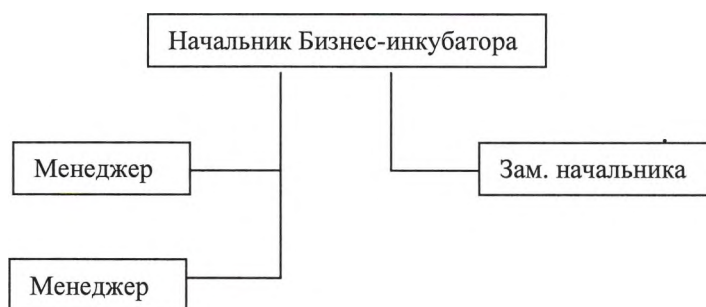 Начальник Бизнес-инкубатора
Менеджер
Зам. начальника
Менеджер